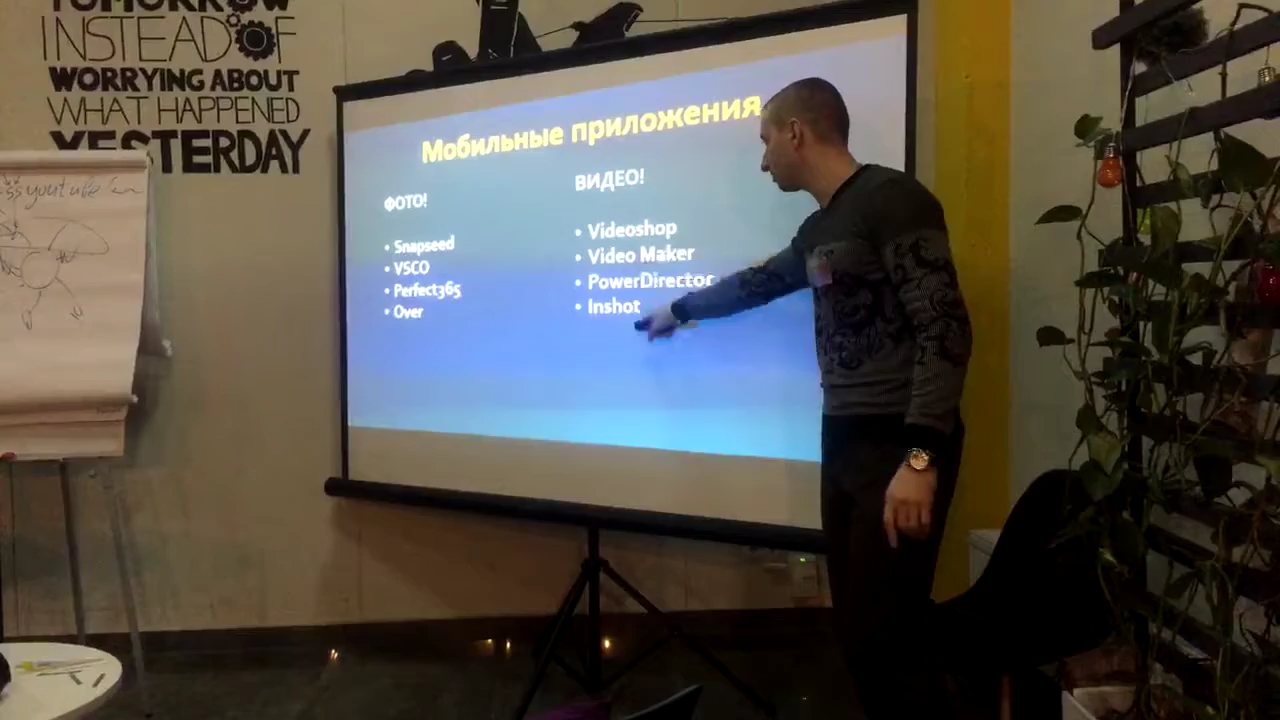 TOMORROW
INSTEAD OF
WORRYING ABOUT
WHAT HAPPENED
YESTERDAY
youtube
Мобильные приложения
ФОТО!
• Snapseed
• VSCO
• Perfect365
• Over
ВИДЕО!
• Videoshop
• Video Maker
• PowerDirector
• Inshot